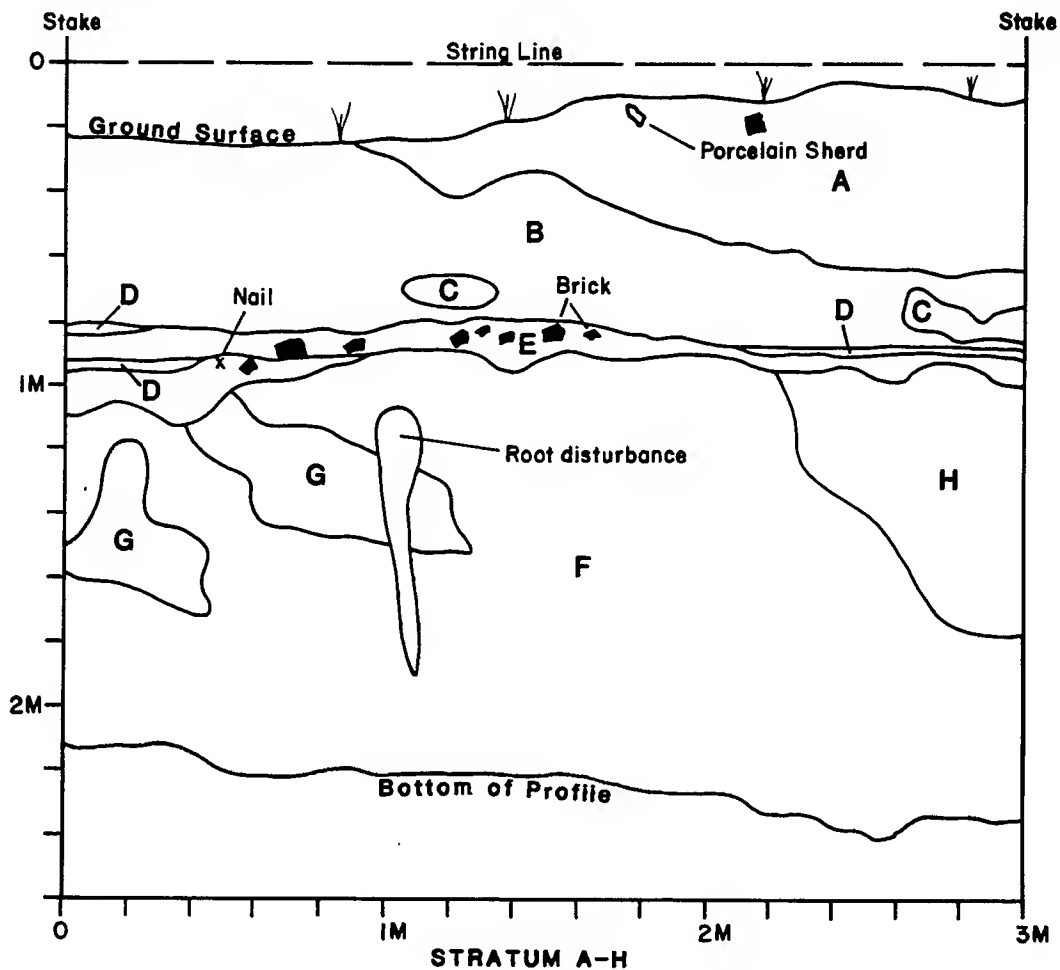 Stake
Stake
0
String Line
Ground Surface
Porcelain Sherd
A
B
D
Nail
C
Brick
D
C
E
1M
D
Root disturbance
G
H
G
F
2M
Bottom of Profile
0
1M
2M
3M
STRATUM A-H